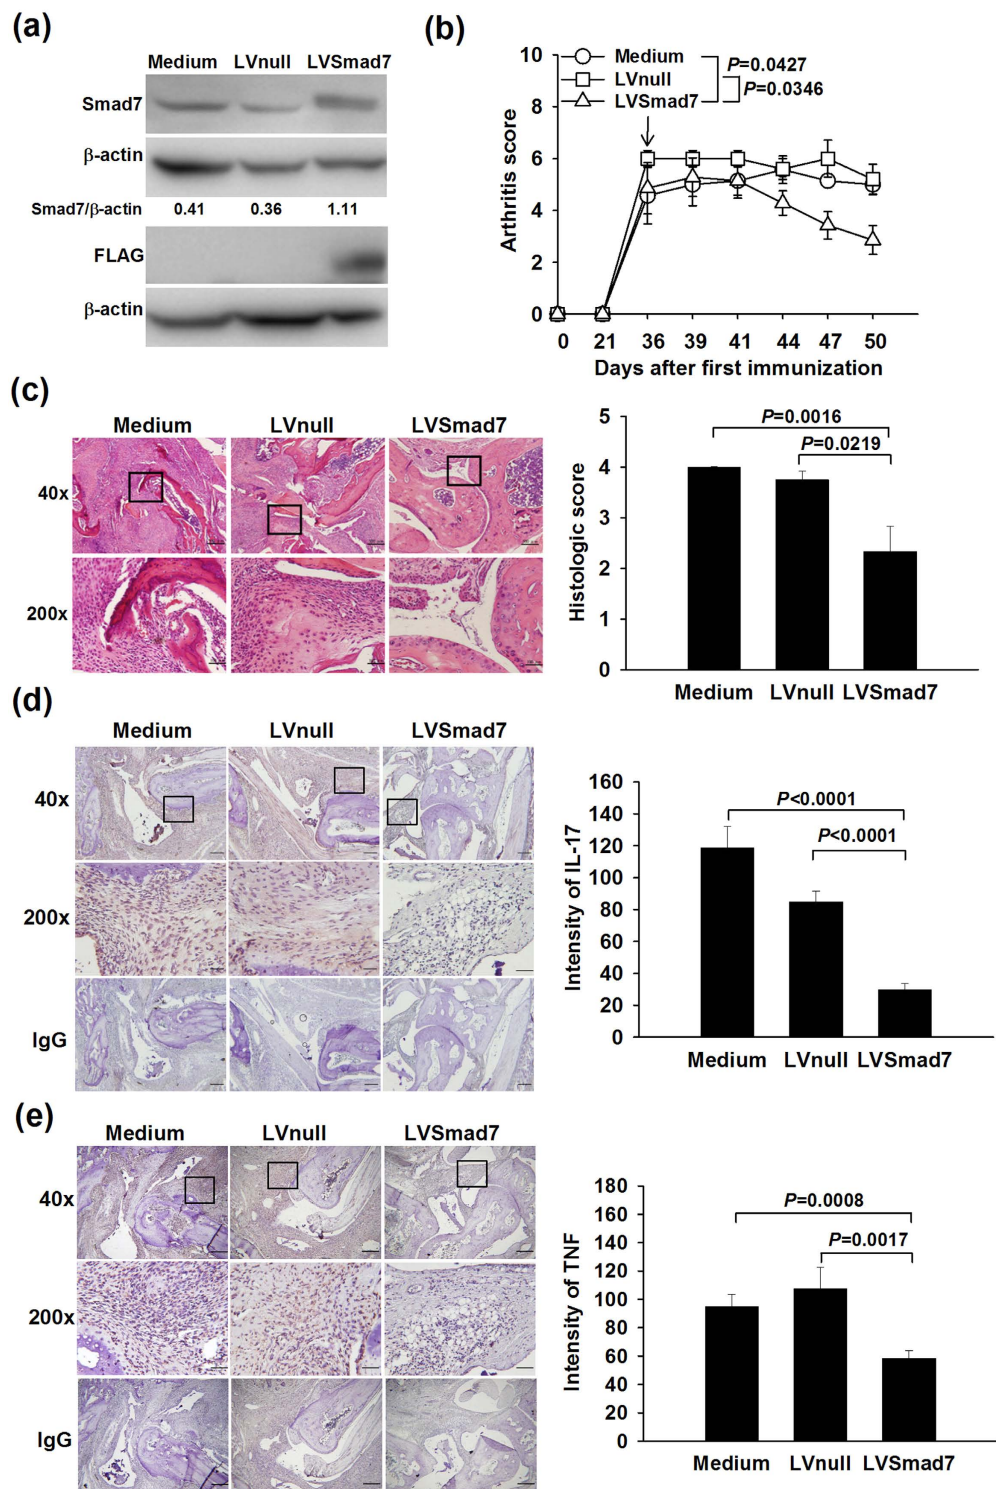 (a)
Medium LVnull LVSmad7
Smad7
β-actin
Smad7/β-actin 0.41 0.36 1.11
FLAG
β-actin
(b)
10
8
6
4
2
0
Arthritis score
Medium
LVnull
LVSmad7
P=0.0427
P=0.0346
0 21 36 39 41 44 47 50
Days after first immunization
(c)
Medium LVnull LVSmad7
40x
200x
5
4
3
2
2
1
0
Histologic score
P=0.0016
P=0.0219
Medium LVnull LVSmad7
(d)
Medium LVnull LVSmad7
40x
200x
IgG
160
140
120
100
80
60
40
20
0
Intensity of IL-17
P<0.0001
P<0.0001
Medium LVnull LVSmad7
(e)
Medium LVnull LVSmad7
40x
200x
IgG
180
160
140
120
100
80
60
40
20
0
Intensity of TNF
P=0.0008
P=0.0017
Medium LVnull LVSmad7